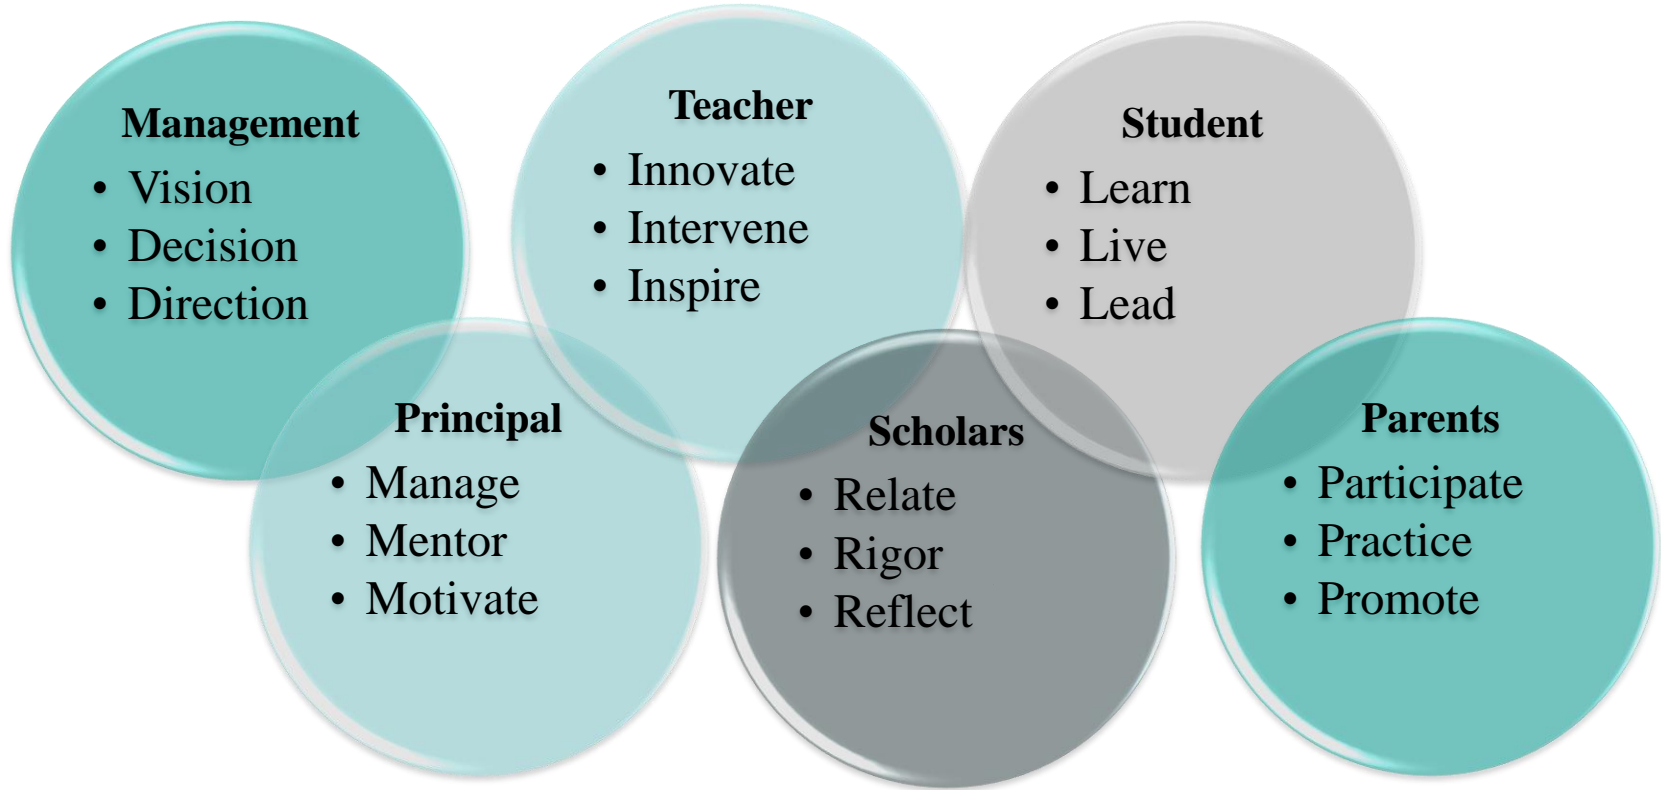 Management
• Vision
• Decision
• Direction
Teacher
• Innovate
• Intervene
• Inspire
Student
• Learn
• Live
• Lead
Principal
• Manage
• Mentor
• Motivate
Scholars
• Relate
• Rigor
• Reflect
Parents
• Participate
• Practice
• Promote